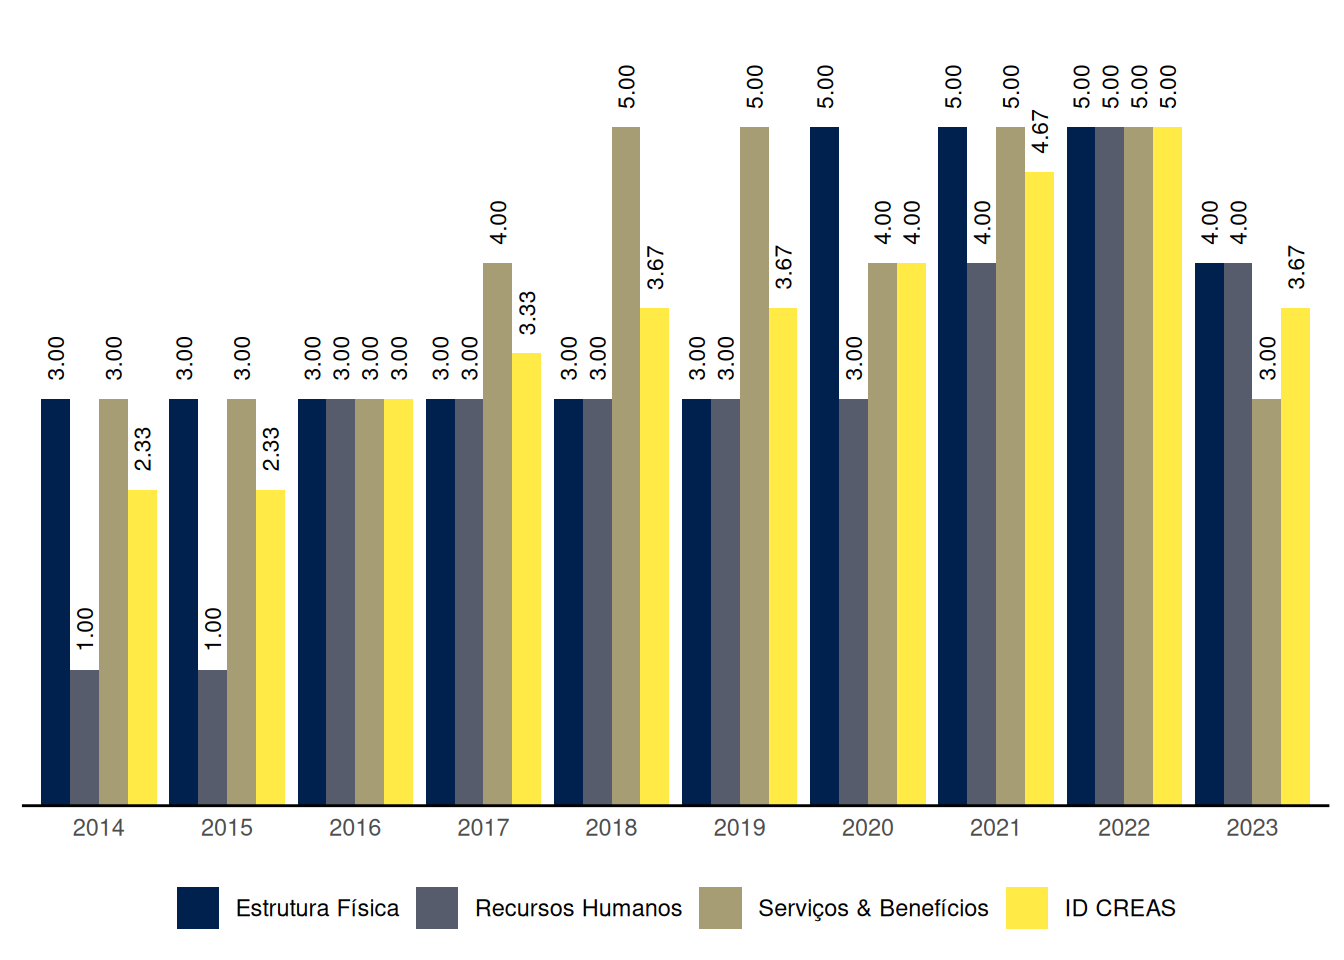 3.00 1.00 3.00 2.33
3.00 1.00 3.00 2.33
3.00 3.00 3.00 3.00
3.00 3.00 4.00 3.33
3.00 3.00 5.00 3.67
3.00 3.00 5.00 3.67
5.00 3.00 4.00 4.00
5.00 4.00 5.00 4.67
5.00 5.00 5.00 5.00
4.00 4.00 3.00 3.67
2014 2015 2016 2017 2018 2019 2020 2021 2022 2023
Estrutura Física Recursos Humanos Serviços & Benefícios ID CREAS